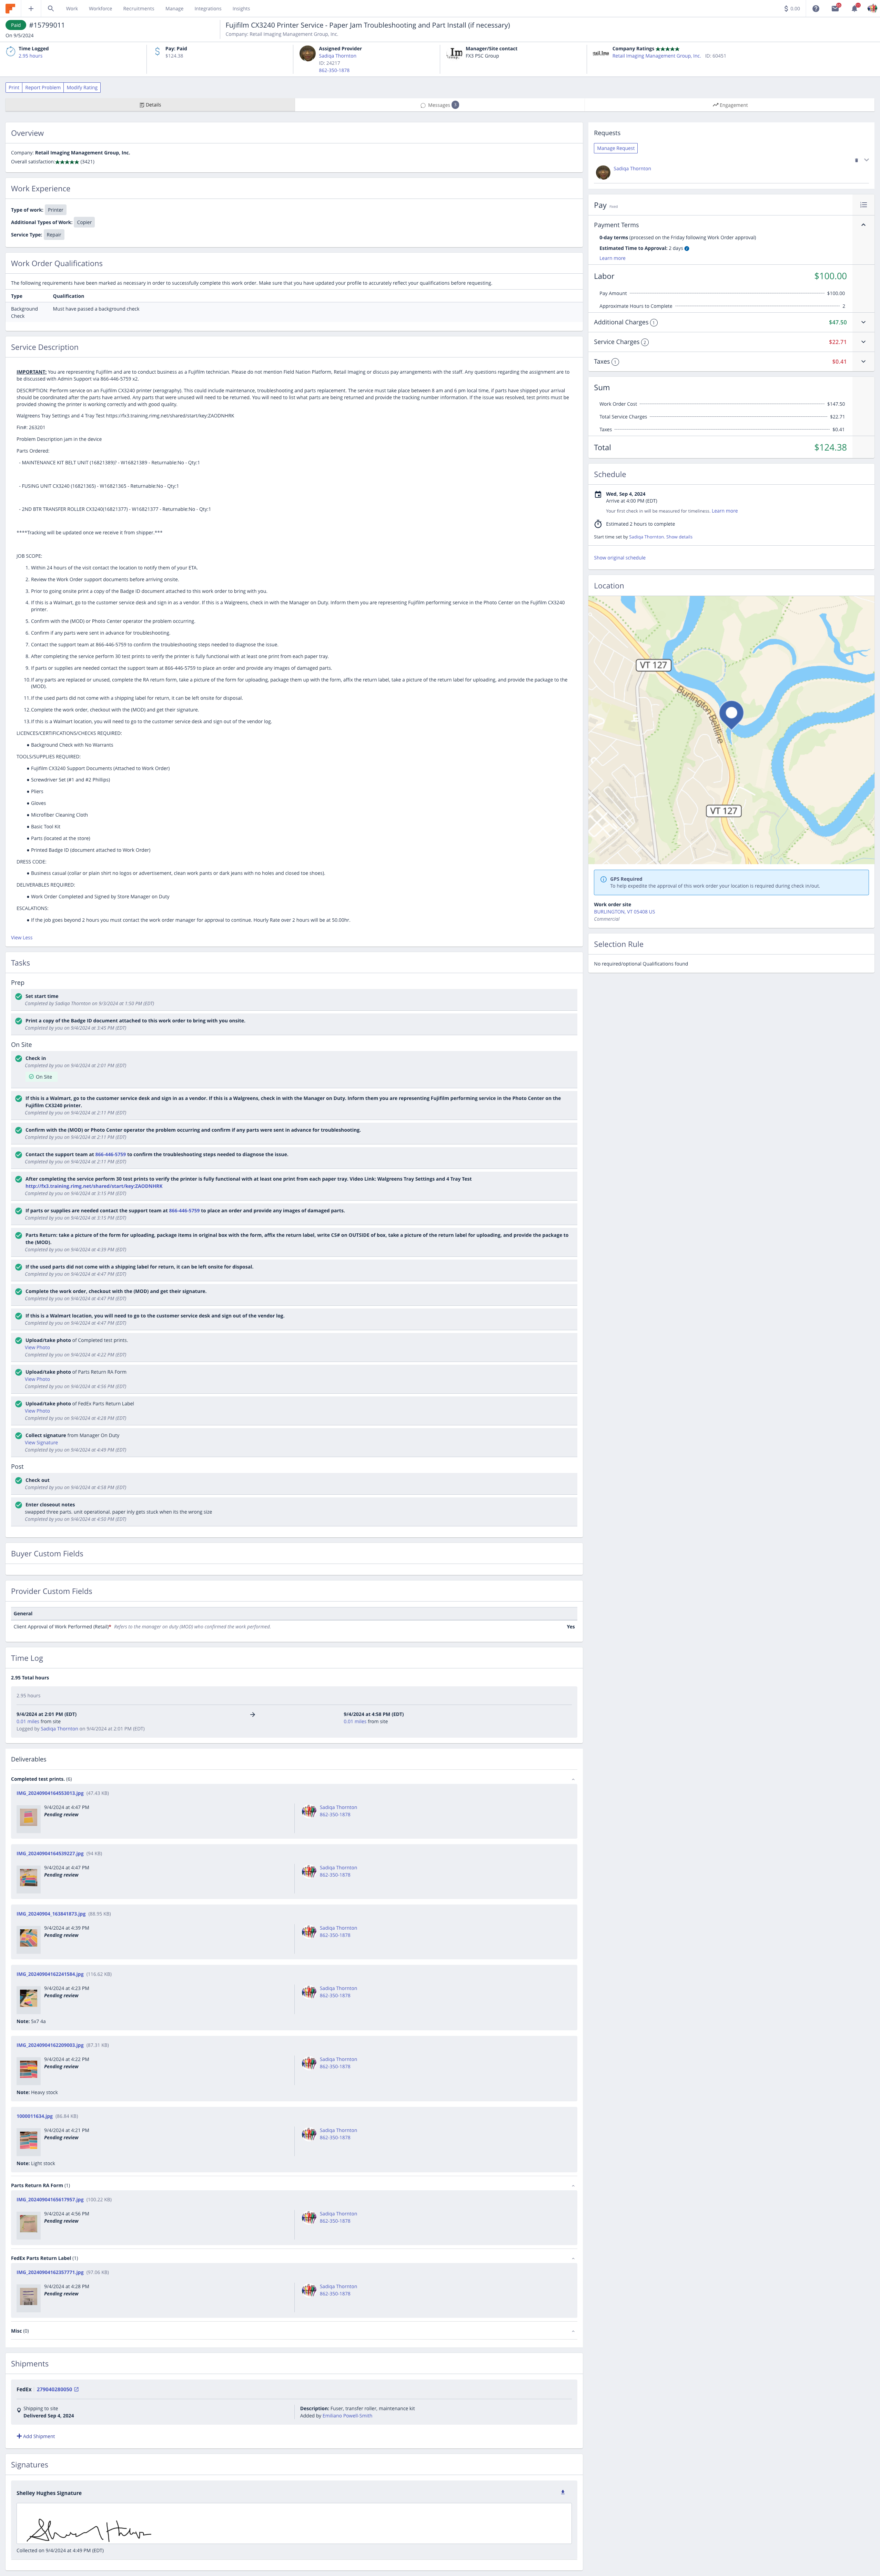 Work
Workforce
Recruitments
Manage
Integrations
Insights
$ 0.00
Paid #15799011
On 9/5/2024
Fujifilm CX3240 Printer Service - Paper Jam Troubleshooting and Part Install (if necessary)
Company: Retail Imaging Management Group, Inc.
Time Logged
2.95 hours
Pay: Paid
$124.38
Assigned Provider
Sadiqa Thornton
ID: 24217
862-350-1878
Manager/Site contact
FX3 PSC Group
Company Ratings
Retail Imaging Management Group, Inc. ID: 60451
Print
Report Problem
Modify Rating
Details
Messages
Engagement
Overview
Company: Retail Imaging Management Group, Inc.
Overall satisfaction: (3421)
Work Experience
Type of work: Printer
Additional Types of Work: Copier
Service Type: Repair
Work Order Qualifications
The following requirements have been marked as necessary in order to successfully complete this work order. Make sure that you have updated your profile to accurately reflect your qualifications before requesting.
Type Qualification
Background Must have passed a background check
Check
Service Description
IMPORTANT: You are representing Fujifilm and are to conduct business as a Fujifilm technician. Please do not mention Field Nation Platform, Retail Imaging or discuss pay arrangements with the staff. Any questions regarding the assignment are to
be discussed with Admin Support via 866-446-5759 x2.
DESCRIPTION: Perform service on an Fujifilm CX3240 printer (xerography). This could include maintenance, troubleshooting and parts replacement. The service must take place between 8 am and 6 pm local time, if parts have shipped your arrival
should be coordinated after the parts have arrived. Any parts that were unused will need to be returned. You will need to list what parts are being returned and provide the tracking number information. If the issue was resolved, test prints must be
provided showing the printer is working correctly and with good quality.
Walgreens Tray Settings and 4 Tray Test https://fx3.training.rimg.net/shared/start/key:ZAODNHRK
Fin#: 263201
Problem Description:jam in the device
Parts Ordered:
- MAINTENANCE KIT BELT UNIT (16821389)! - W16821389 - Returnable:No - Qty:1
- FUSING UNIT CX3240 (16821365) - W16821365 - Returnable:No - Qty:1
- 2ND BTR TRANSFER ROLLER CX3240(16821377) - W16821377 - Returnable:No - Qty:1
****Tracking will be updated once we receive it from shipper.***
JOB SCOPE:
1. Within 24 hours of the visit contact the location to notify them of your ETA.
2. Review the Work Order support documents before arriving onsite.
3. Prior to going onsite print a copy of the Badge ID document attached to this work order to bring with you.
4. If this is a Walmart, go to the customer service desk and sign in as a vendor. If this is a Walgreens, check in with the Manager on Duty. Inform them you are representing Fujifilm performing service in the Photo Center on the Fujifilm CX3240
printer.
5. Confirm with the (MOD) or Photo Center operator the problem occurring.
6. Confirm if any parts were sent in advance for troubleshooting.
7. Contact the support team at 866-446-5759 to confirm the troubleshooting steps needed to diagnose the issue.
8. After completing the service perform 30 test prints to verify the printer is fully functional with at least one print from each paper tray.
9. If parts or supplies are needed contact the support team at 866-446-5759 to place an order and provide any images of damaged parts.
10. If any parts are replaced or unused, complete the RA return form, take a picture of the form for uploading, package them up with the form, affix the return label, take a picture of the return label for uploading, and provide the package to the
(MOD).
11. If the used parts did not come with a shipping label for return, it can be left onsite for disposal.
12. Complete the work order, checkout with the (MOD) and get their signature.
13. If this is a Walmart location, you will need to go to the customer service desk and sign out of the vendor log.
LICENCES/CERTIFICATIONS/CHECKS REQUIRED:
● Background Check with No Warrants
TOOLS/SUPPLIES REQUIRED:
● Fujifilm CX3240 Support Documents (Attached to Work Order)
● Screwdriver Set (#1 and #2 Phillips)
● Pliers
● Gloves
● Microfiber Cleaning Cloth
● Basic Tool Kit
● Parts (located at the store)
● Printed Badge ID (document attached to Work Order)
DRESS CODE:
● Business casual (collar or plain shirt no logos or advertisement, clean work pants or dark jeans with no holes and closed toe shoes).
DELIVERABLES REQUIRED:
● Work Order Completed and Signed by Store Manager on Duty
ESCALATIONS:
● If the job goes beyond 2 hours you must contact the work order manager for approval to continue. Hourly Rate over 2 hours will be at 50.00hr.
View Less
Tasks
Prep
Set start time
Completed by Sadiqa Thornton on 9/3/2024 at 1:50 PM (EDT)
Print a copy of the Badge ID document attached to this work order to bring with you onsite.
Completed by you on 9/4/2024 at 3:45 PM (EDT)
On Site
Check in
Completed by you on 9/4/2024 at 2:01 PM (EDT)
On Site
If this is a Walmart, go to the customer service desk and sign in as a vendor. If this is a Walgreens, check in with the Manager on Duty. Inform them you are representing Fujifilm performing service in the Photo Center on the
Fujifilm CX3240 printer.
Completed by you on 9/4/2024 at 2:11 PM (EDT)
Confirm with the (MOD) or Photo Center operator the problem occurring and confirm if any parts were sent in advance for troubleshooting.
Completed by you on 9/4/2024 at 2:11 PM (EDT)
Contact the support team at 866-446-5759 to confirm the troubleshooting steps needed to diagnose the issue.
Completed by you on 9/4/2024 at 2:11 PM (EDT)
After completing the service perform 30 test prints to verify the printer is fully functional with at least one print from each paper tray. Video Link: Walgreens Tray Settings and 4 Tray Test
http://fx3.training.rimg.net/shared/start/key:ZAODNHRK
Completed by you on 9/4/2024 at 3:15 PM (EDT)
If parts or supplies are needed contact the support team at 866-446-5759 to place an order and provide any images of damaged parts.
Completed by you on 9/4/2024 at 3:15 PM (EDT)
Parts Return: take a picture of the form for uploading, package items in original box with the form, affix the return label, write CS# on OUTSIDE of box, take a picture of the return label for uploading, and provide the package to
the (MOD).
Completed by you on 9/4/2024 at 4:39 PM (EDT)
If the used parts did not come with a shipping label for return, it can be left onsite for disposal.
Completed by you on 9/4/2024 at 4:47 PM (EDT)
Complete the work order, checkout with the (MOD) and get their signature.
Completed by you on 9/4/2024 at 4:47 PM (EDT)
If this is a Walmart location, you will need to go to the customer service desk and sign out of the vendor log.
Completed by you on 9/4/2024 at 4:47 PM (EDT)
Upload/take photo of Completed test prints.
View Photo
Completed by you on 9/4/2024 at 4:22 PM (EDT)
Upload/take photo of Parts Return RA Form
View Photo
Completed by you on 9/4/2024 at 4:56 PM (EDT)
Upload/take photo of FedEx Parts Return Label
View Photo
Completed by you on 9/4/2024 at 4:28 PM (EDT)
Collect signature from Manager On Duty
View Signature
Completed by you on 9/4/2024 at 4:49 PM (EDT)
Post
Check out
Completed by you on 9/4/2024 at 4:58 PM (EDT)
Enter closeout notes
swapped three parts. unit operational. paper inly gets stuck when its the wrong size
Completed by you on 9/4/2024 at 4:50 PM (EDT)
Buyer Custom Fields
Provider Custom Fields
General
Client Approval of Work Performed (Retail)* Refers to the manager on duty (MOD) who confirmed the work performed. Yes
Time Log
2.95 Total hours
2.95 hours
9/4/2024 at 2:01 PM (EDT) 9/4/2024 at 4:58 PM (EDT)
0.01 miles from site 0.01 miles from site
Logged by Sadiqa Thornton on 9/4/2024 at 2:01 PM (EDT)
Deliverables
Completed test prints. (6)
IMG_20240904164553013.jpg (47.43 KB)
9/4/2024 at 4:47 PM Sadiqa Thornton
Pending review 862-350-1878
IMG_20240904164539227.jpg (94 KB)
9/4/2024 at 4:47 PM Sadiqa Thornton
Pending review 862-350-1878
IMG_20240904_163841873.jpg (88.95 KB)
9/4/2024 at 4:39 PM Sadiqa Thornton
Pending review 862-350-1878
IMG_20240904162241584.jpg (116.62 KB)
9/4/2024 at 4:23 PM Sadiqa Thornton
Pending review 862-350-1878
Note: 5x7 4a
IMG_20240904162209003.jpg (87.31 KB)
9/4/2024 at 4:22 PM Sadiqa Thornton
Pending review 862-350-1878
Note: Heavy stock
1000011634.jpg (86.84 KB)
9/4/2024 at 4:21 PM Sadiqa Thornton
Pending review 862-350-1878
Note: Light stock
Parts Return RA Form (1)
IMG_20240904165617957.jpg (100.22 KB)
9/4/2024 at 4:56 PM Sadiqa Thornton
Pending review 862-350-1878
FedEx Parts Return Label (1)
IMG_20240904162357771.jpg (97.06 KB)
9/4/2024 at 4:28 PM Sadiqa Thornton
Pending review 862-350-1878
Misc (0)
Shipments
FedEx 279040280050
Shipping to site Description: Fuser, transfer roller, maintenance kit
Delivered Sep 4, 2024 Added by Emiliano Powell-Smith
Add Shipment
Signatures
Shelley Hughes Signature
Collected on 9/4/2024 at 4:49 PM (EDT)
Requests
Manage Request
Sadiqa Thornton
Pay
Payment Terms
0-day terms (processed on the Friday following Work Order approval)
Estimated Time to Approval: 2 days
Learn more
Labor $100.00
Pay Amount $100.00
Approximate Hours to Complete 2
Additional Charges 1 $47.50
Service Charges 2 $22.71
Taxes 1 $0.41
Sum
Work Order Cost $147.50
Total Service Charges $22.71
Taxes $0.41
Total $124.38
Schedule
Wed, Sep 4, 2024
Arrive at 4:00 PM (EDT)
Your first check in will be measured for timeliness. Learn more
Estimated 2 hours to complete
Start time set by Sadiqa Thornton. Show details
Show original schedule
Location
VT 127
Burlington Beltline
VT 127
GPS Required
To help expedite the approval of this work order your location is required during check in/out.
Work order site
BURLINGTON, VT 05408 US
Commercial
Selection Rule
No required/optional Qualifications found